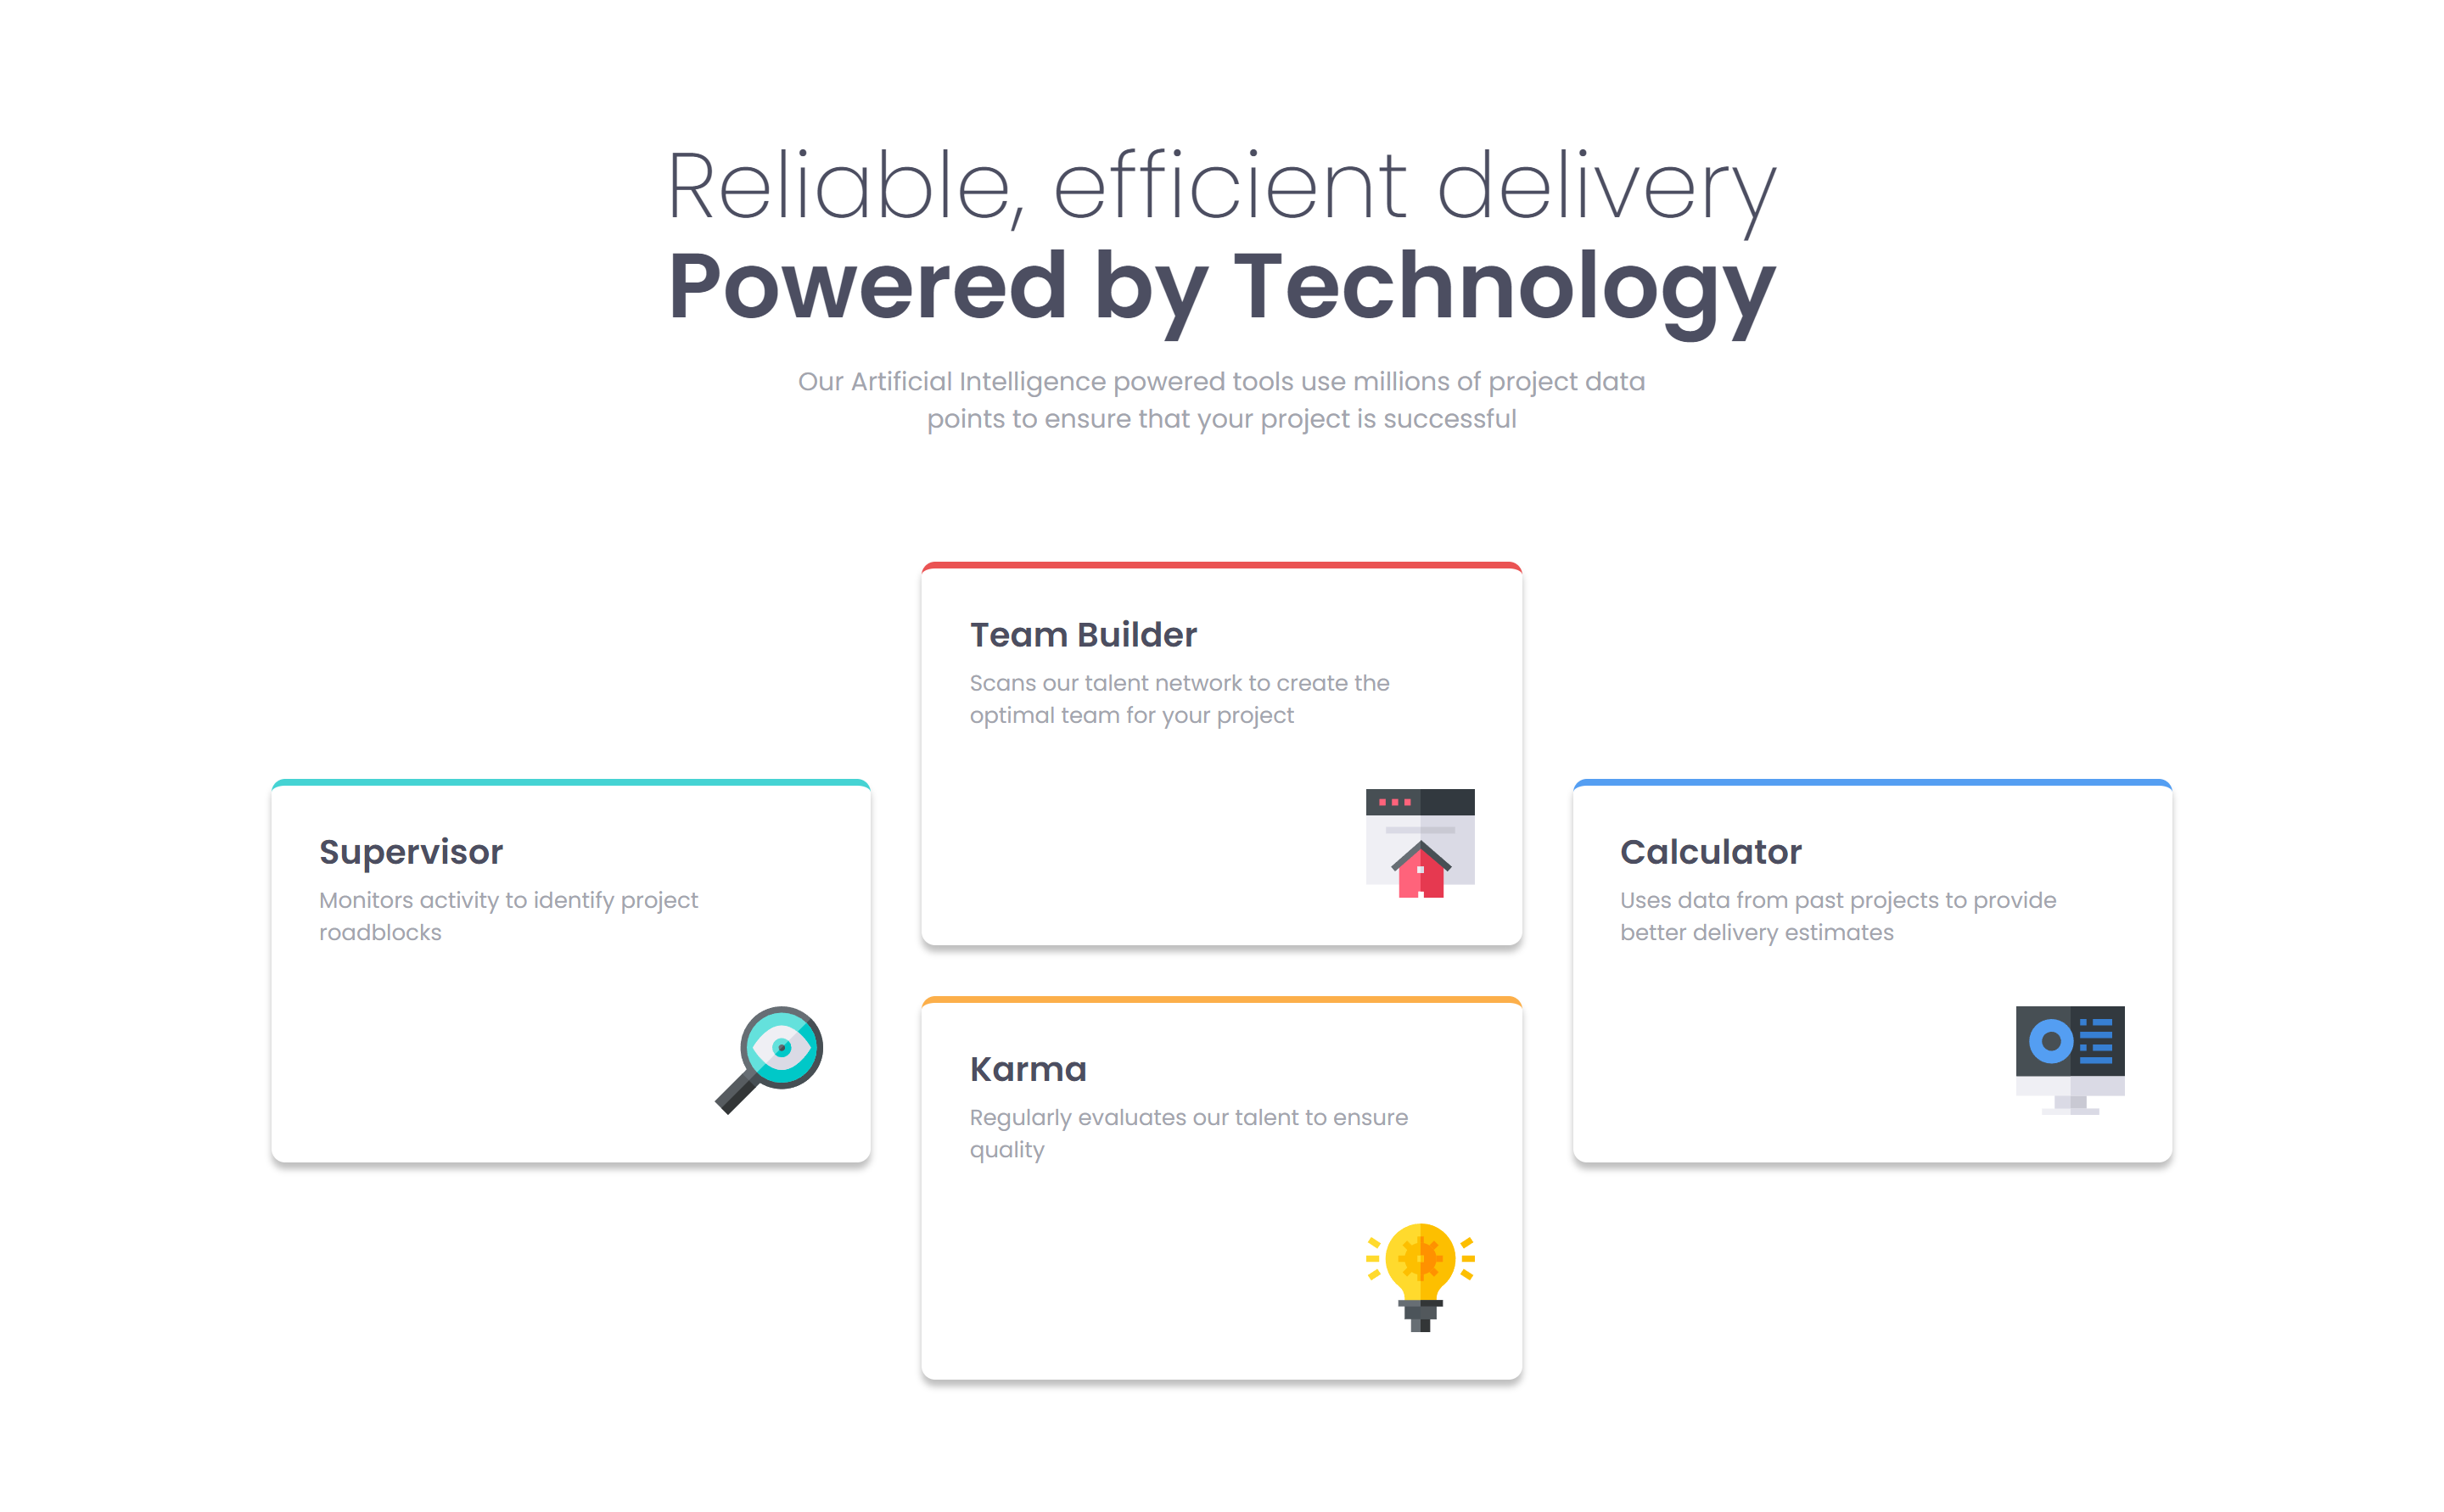 Reliable, efficient delivery
Powered by Technology
Our Artificial Intelligence powered tools use millions of project data
points to ensure that your project is successful
Team Builder
Scans our talent network to create the
optimal team for your project
Supervisor
Monitors activity to identify project
roadblocks
Calculator
Uses data from past projects to provide
better delivery estimates
Karma
Regularly evaluates our talent to ensure
quality